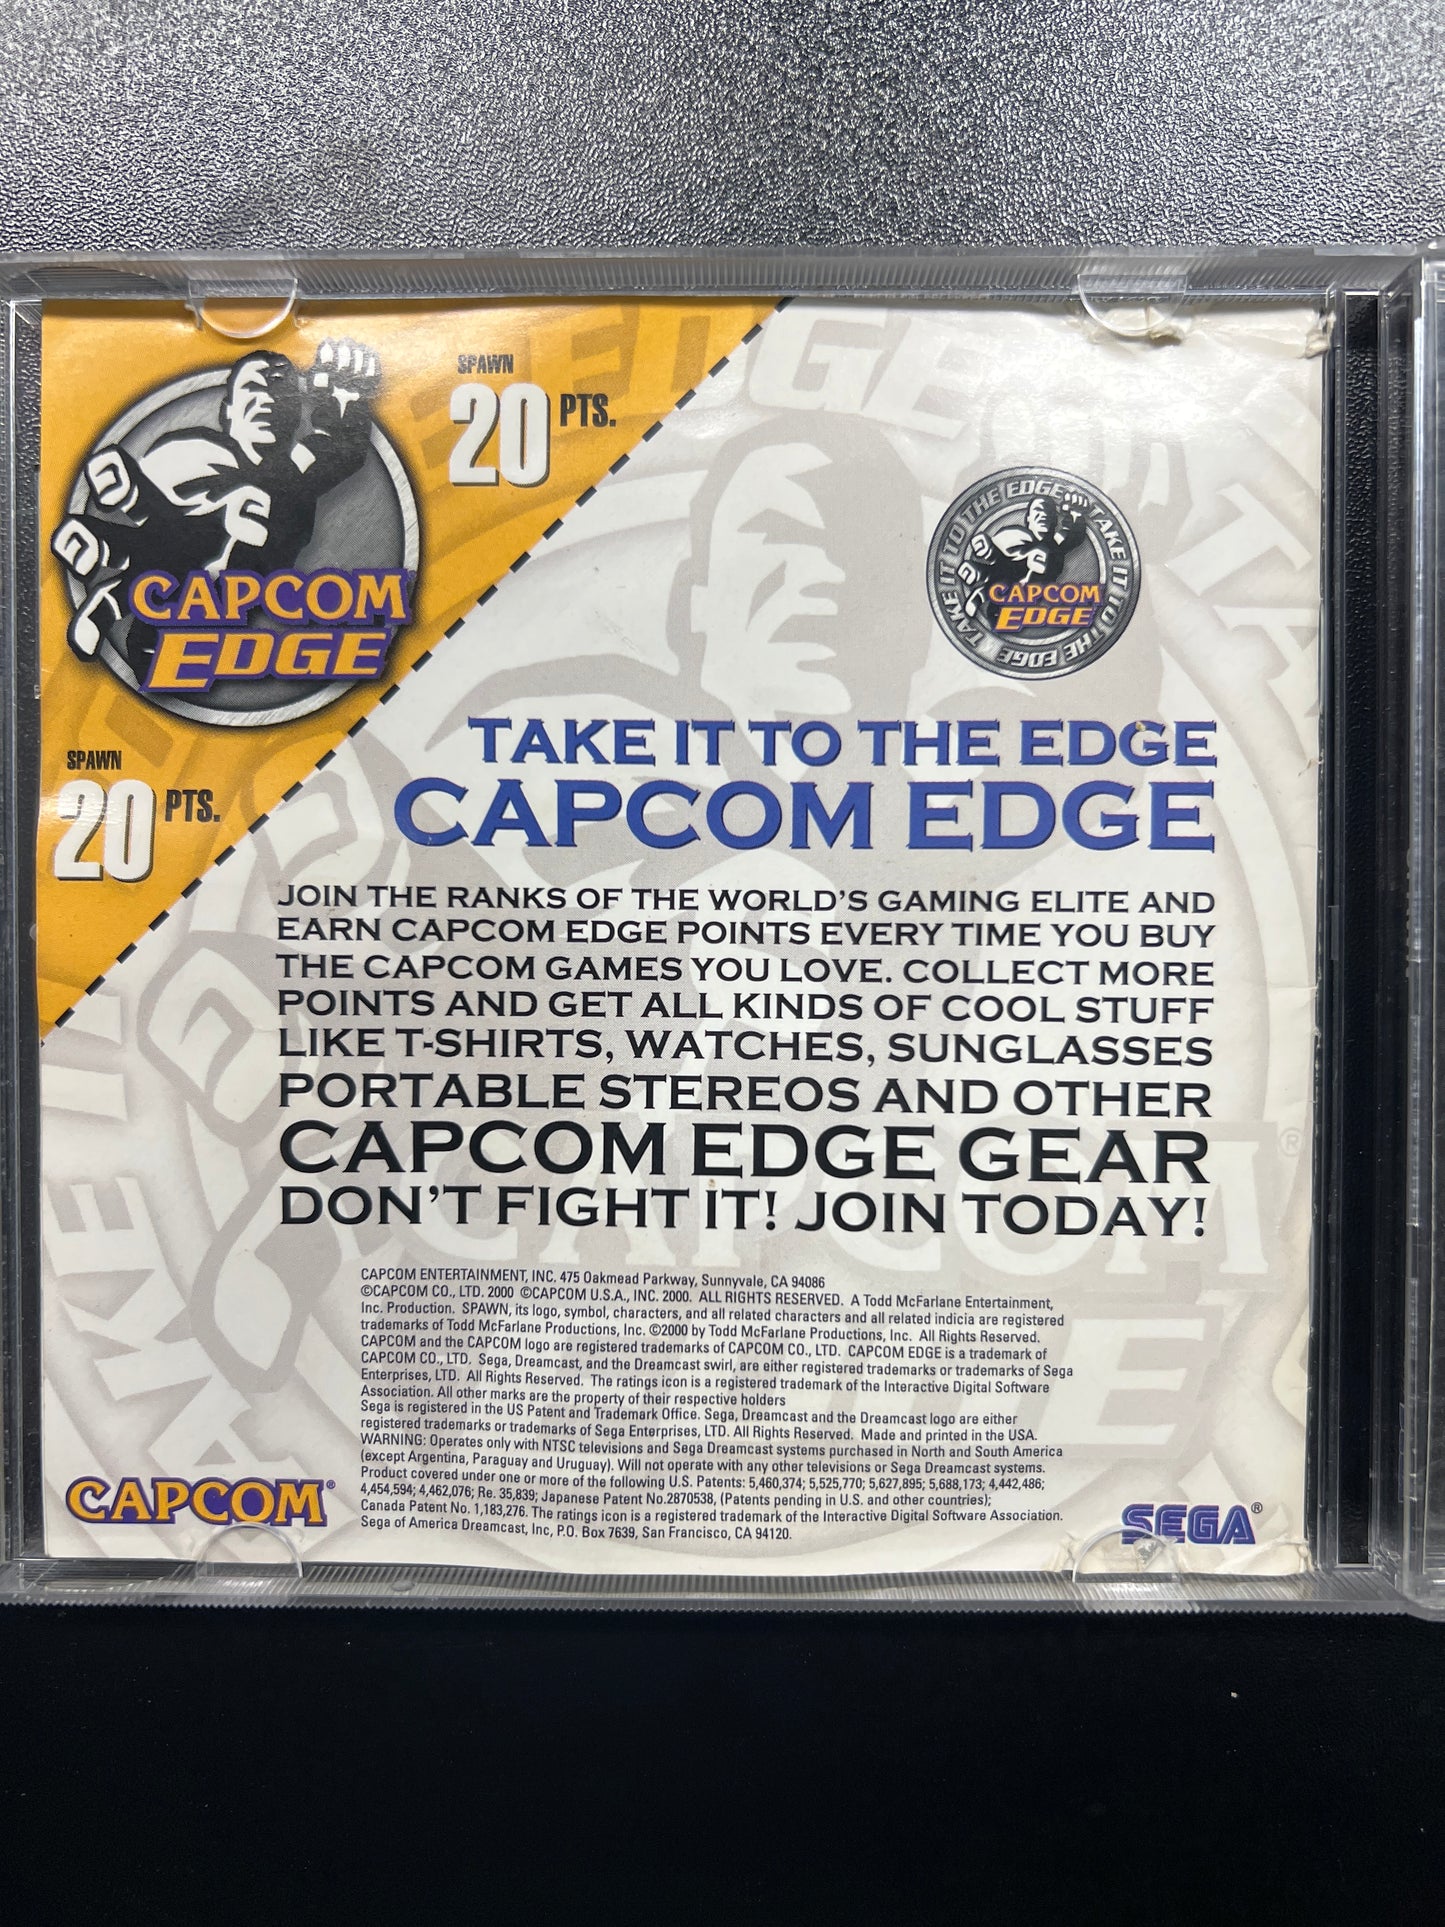 SPAWN
20 PTS.
CAPCOM
EDGE
SPAWN
20 PTS.
TAKE IT TO THE EDGE TAKE IT TO THE EDGE
CAPCOM
EDGE
TAKE IT TO THE EDGE
CAPCOM EDGE
JOIN THE RANKS OF THE WORLD'S GAMING ELITE AND
EARN CAPCOM EDGE POINTS EVERY TIME YOU BUY
THE CAPCOM GAMES YOU LOVE. COLLECT MORE
POINTS AND GET ALL KINDS OF COOL STUFF
LIKE T-SHIRTS, WATCHES, SUNGLASSES
PORTABLE STEREOS AND OTHER
CAPCOM EDGE GEAR
DON'T FIGHT IT! JOIN TODAY!
CAPCOM ENTERTAINMENT, INC. 475 Oakmead Parkway, Sunnyvale, CA 94086
©CAPCOM CO., LTD. 2000 ©CAPCOM U.S.A., INC. 2000. ALL RIGHTS RESERVED. A Todd McFarlane Entertainment,
Inc. Production. SPAWN, its logo, symbol, characters, and all related characters and all related indicia are registered
trademarks of Todd McFarlane Productions, Inc. ©2000 by Todd McFarlane Productions, Inc. All Rights Reserved.
CAPCOM and the CAPCOM logo are registered trademarks of CAPCOM CO., LTD. CAPCOM EDGE is a trademark of
CAPCOM CO., LTD. Sega, Dreamcast, and the Dreamcast swirl, are either registered trademarks or trademarks of Sega
Enterprises, LTD. All Rights Reserved. The ratings icon is a registered trademark of the Interactive Digital Software
Association. All other marks are the property of their respective holders
Sega is registered in the US Patent and Trademark Office. Sega, Dreamcast and the Dreamcast logo are either
registered trademarks or trademarks of Sega Enterprises, LTD. All Rights Reserved. Made and printed in the USA.
WARNING: Operates only with NTSC televisions and Sega Dreamcast systems purchased in North and South America
(except Argentina, Paraguay and Uruguay). Will not operate with any other televisions or Sega Dreamcast systems.
Product covered under one or more of the following U.S. Patents: 5,460,374; 5,525,770; 5,627,895; 5,688,173; 4,442,486;
4,454,594; 4,462,076; Re. 35,839; Japanese Patent No.2870538, (Patents pending in U.S. and other countries);
Canada Patent No. 1,183,276. The ratings icon is a registered trademark of the Interactive Digital Software Association.
Sega of America Dreamcast, Inc, P.O. Box 7639, San Francisco, CA 94120.
CAPCOM®
SEGA®